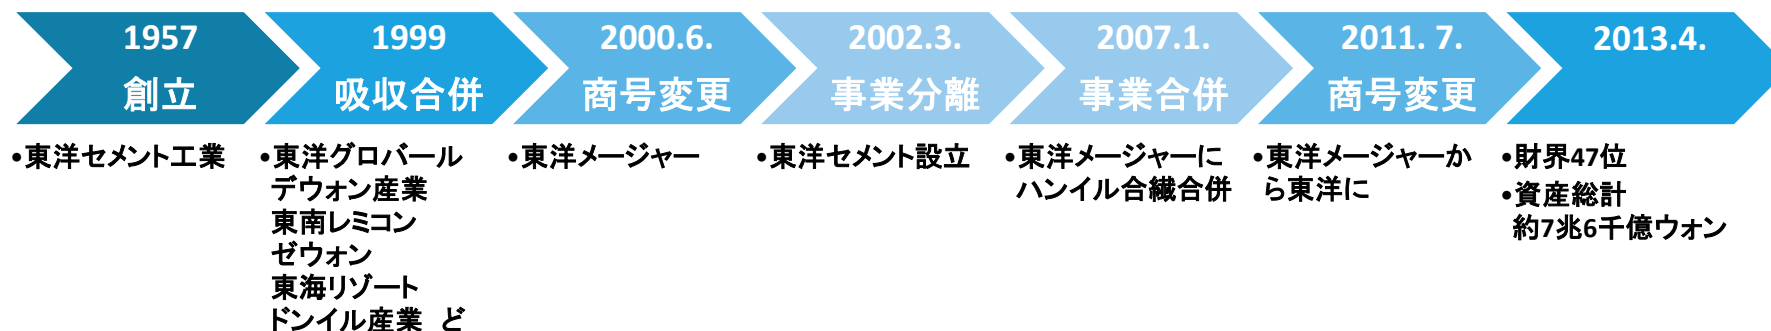 1957
創立
•東洋セメント工業
1999
吸収合併
•東洋グロバール
デウォン産業
東南レミコン
ゼウォン
東海リゾート
ドンイル産業 ど
2000.6.
商号変更
•東洋メージャー
2002.3.
事業分離
•東洋セメント設立
2007.1.
事業合併
•東洋メージャーに
ハンイル合繊合併
2011. 7.
商号変更
•東洋メージャーか
ら東洋に
2013.4.
•財界47位
•資産総計
約7兆6千億ウォン